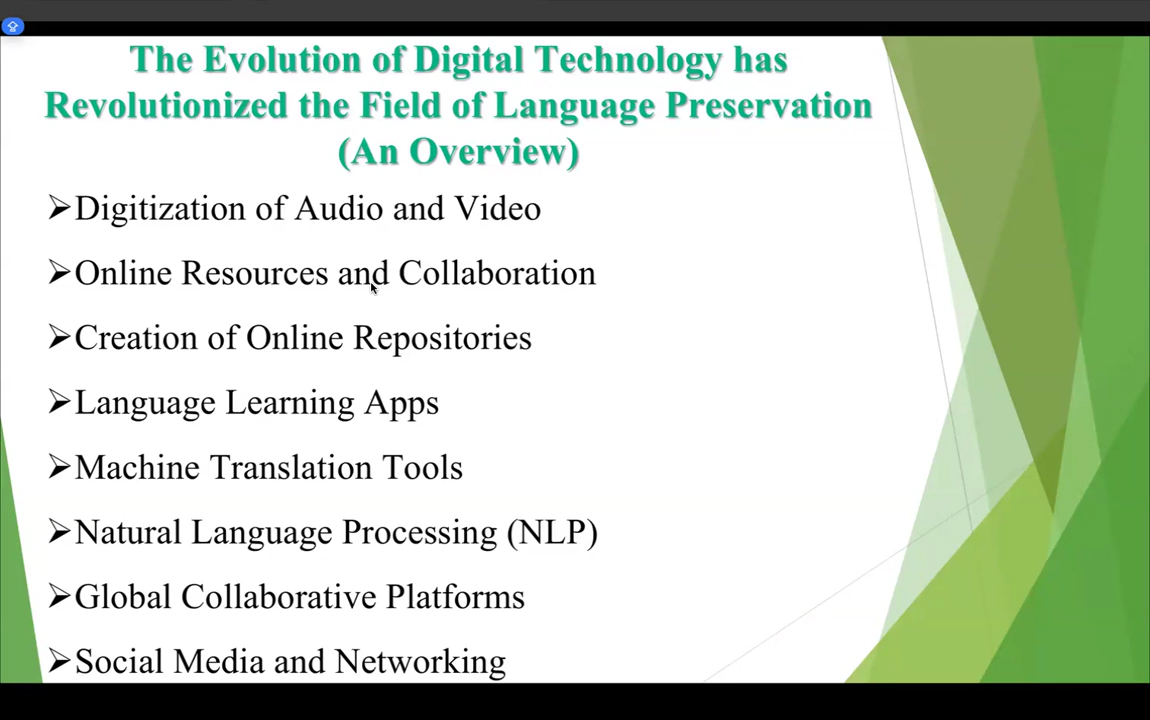 The Evolution of Digital Technology has
Revolutionized the Field of Language Preservation
(An Overview)
➢Digitization of Audio and Video
➢Online Resources and Collaboration
➢Creation of Online Repositories
➢Language Learning Apps
➢Machine Translation Tools
➢Natural Language Processing (NLP)
➢Global Collaborative Platforms
➢Social Media and Networking